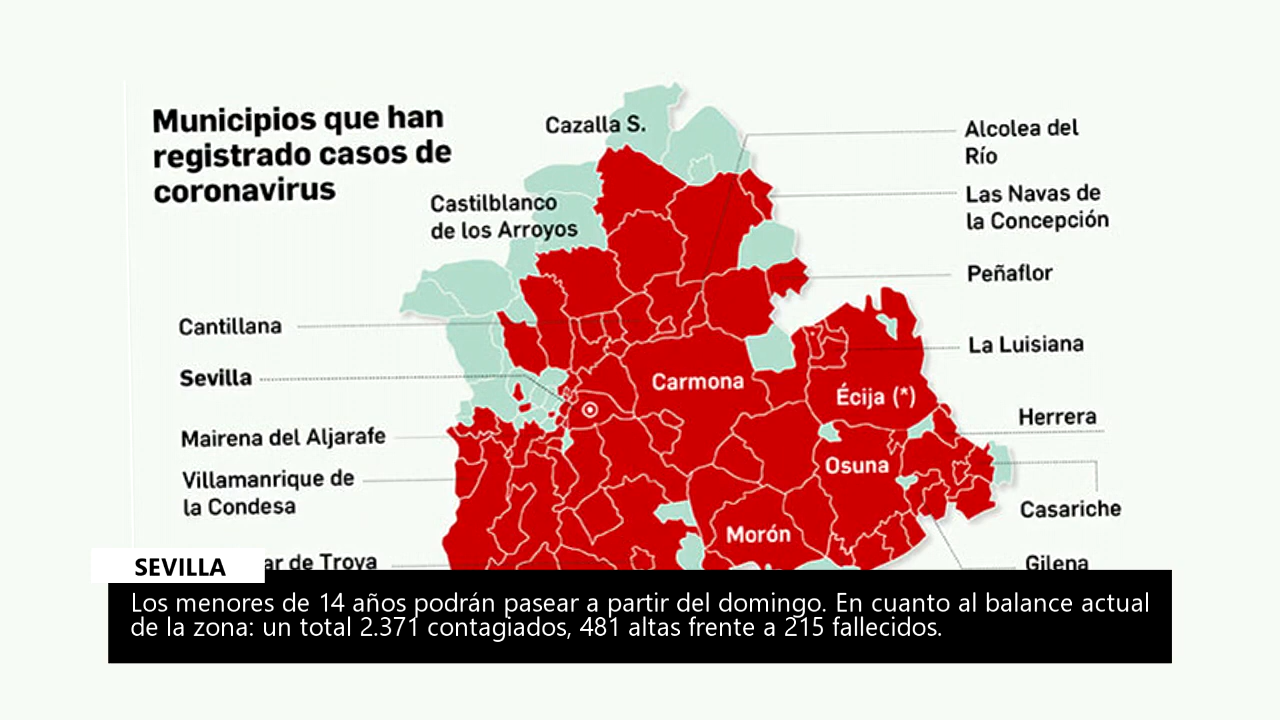 Municipios que han
registrado casos de
coronavirus
Cazalla S.
Alcolea del
Río
Las Navas de
la Concepción
Castilblanco
de los Arroyos
Peñaflor
Cantillana
La Luisiana
Sevilla
Carmona
Écija (*)
Herrera
Mairena del Aljarafe
Osuna
Villamanrique de
la Condesa
Casariche
Morón
ar de Troya
Gilena
SEVILLA
Los menores de 14 años podrán pasear a partir del domingo. En cuanto al balance actual
de la zona: un total 2.371 contagiados, 481 altas frente a 215 fallecidos.